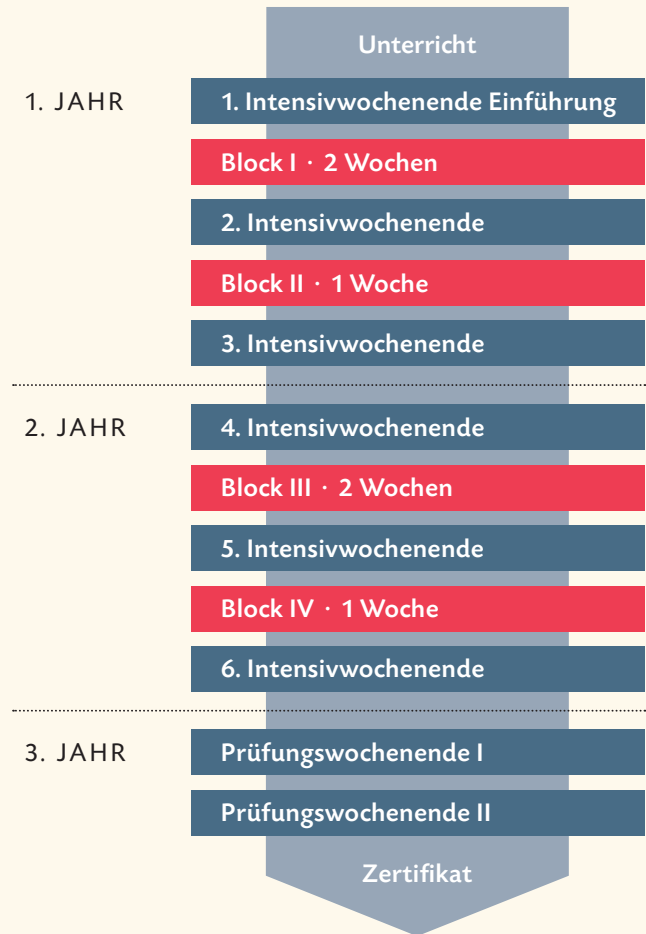 Unterricht
1. JAHR
1. Intensivwochenende Einführung
Block I · 2 Wochen
2. Intensivwochenende
Block II · 1 Woche
3. Intensivwochenende
2. JAHR
4. Intensivwochenende
Block III · 2 Wochen
5. Intensivwochenende
Block IV · 1 Woche
6. Intensivwochenende
3. JAHR
Prüfungswochenende I
Prüfungswochenende II
Zertifikat